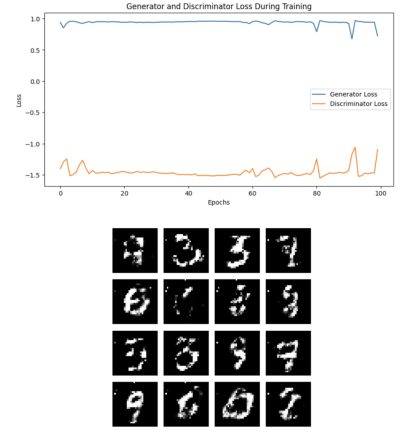 Generator and Discriminator Loss During Training
1.0
0.5
0.0
Loss
−0.5
−1.0
−1.5
Generator Loss
Discriminator Loss
0 20 40 60 80 100
Epochs